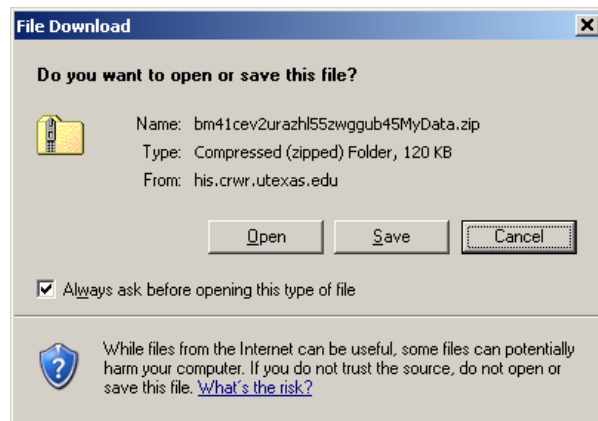 File Download
Do you want to open or save this file?
Name: bm41cev2urazhl55zwggub45MyData.zip
Type: Compressed (zipped) Folder, 120 KB
From: his.crwr.utexas.edu
Open Save Cancel
Always ask before opening this type of file
While files from the Internet can be useful, some files can potentially
harm your computer. If you do not trust the source, do not open or
save this file. What's the risk?